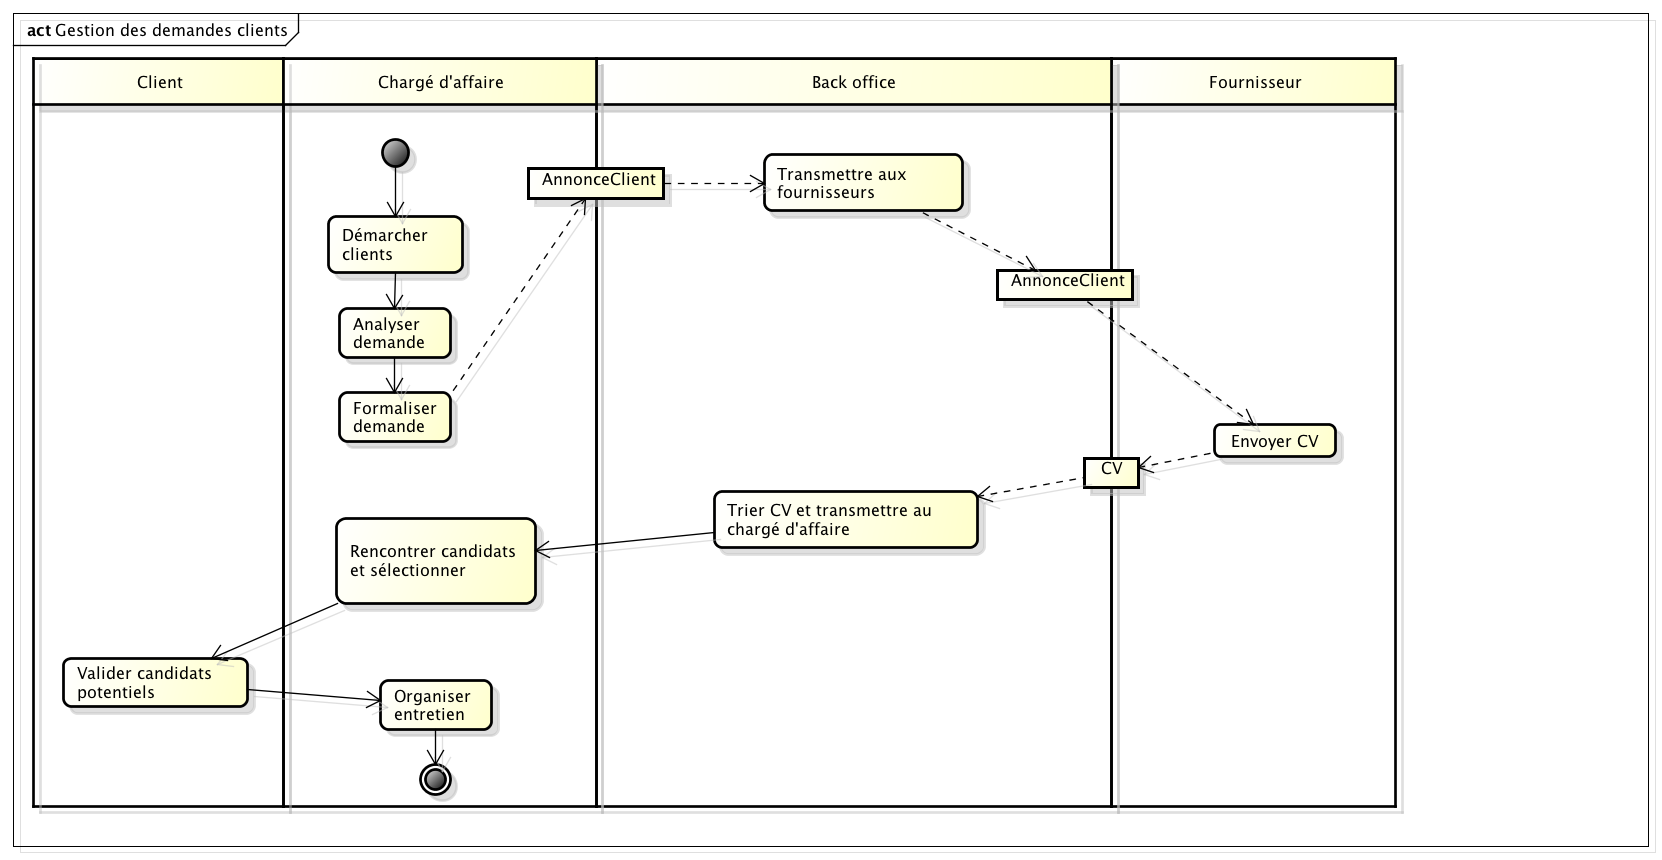 act Gestion des demandes clients
Client
Chargé d'affaire
Back office
Fournisseur
AnnonceClient
Transmettre aux
fournisseurs
Démarcher
clients
AnnonceClient
Analyser
demande
Formaliser
demande
Envoyer CV
CV
Trier CV et transmettre au
chargé d'affaire
Rencontrer candidats
et sélectionner
Valider candidats
potentiels
Organiser
entretien